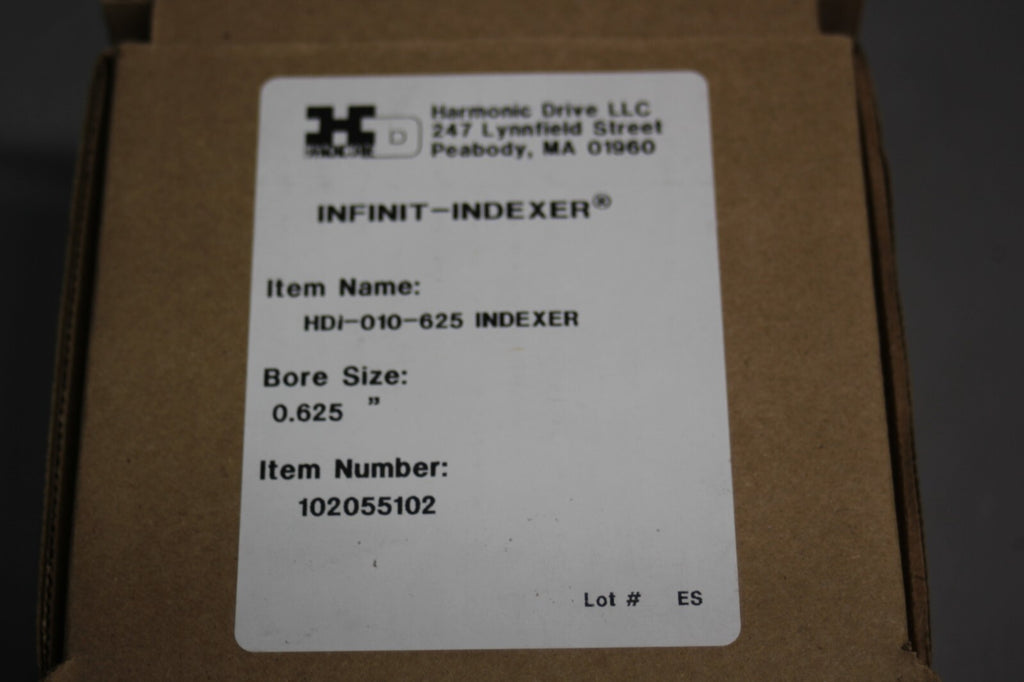 HD
Harmonic Drive LLC
247 Lynnfield Street
Peabody, MA 01960
INFINIT-INDEXER®
Item Name:
HDi-010-625 INDEXER
Bore Size:
0.625 "
Item Number:
102055102
Lot # ES